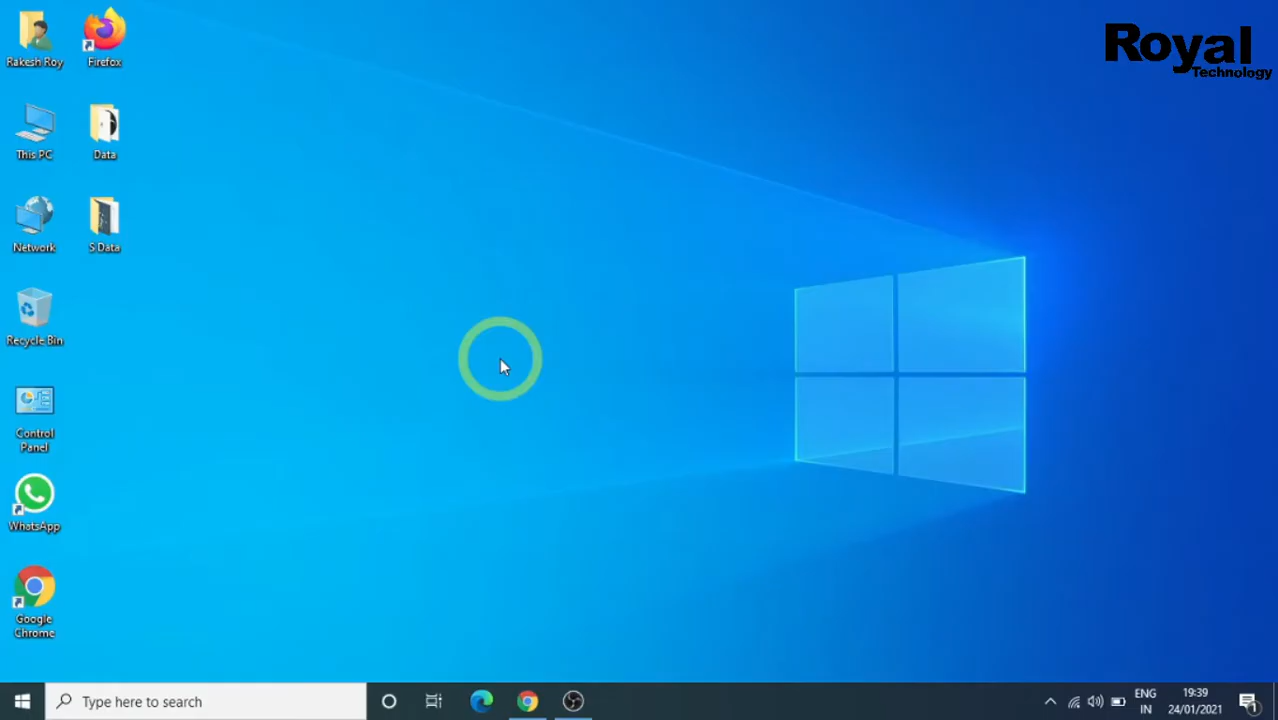 Royal
Technology
Rakesh Roy
Firefox
This PC
Data
Network
S Data
Recycle Bin
Control
Panel
WhatsApp
Google
Chrome
Type here to search
ENG
IN
19:39
24/01/2021
1